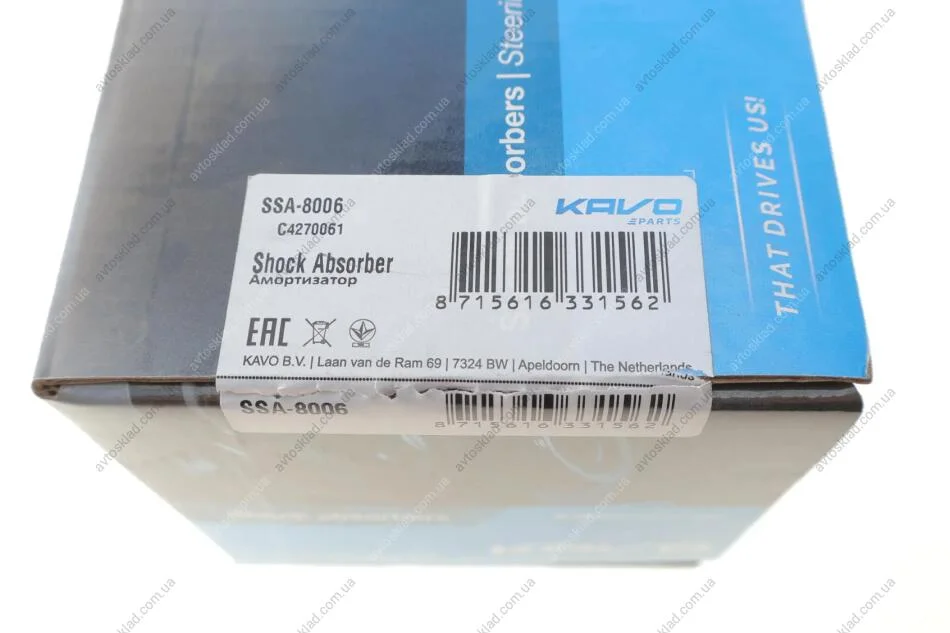 orbers | Steeri
THAT DRIVES US!
SSA-8006
C4270061
KAVO
PARTS
Shock Absorber
Амортизатор
8 715616 331562
EAC
KAVO B.V. | Laan van de Ram 69 | 7324 BW | Apeldoorn | The Netherlands
SSA-8006
8 715616 331562
avtosklad.com.ua